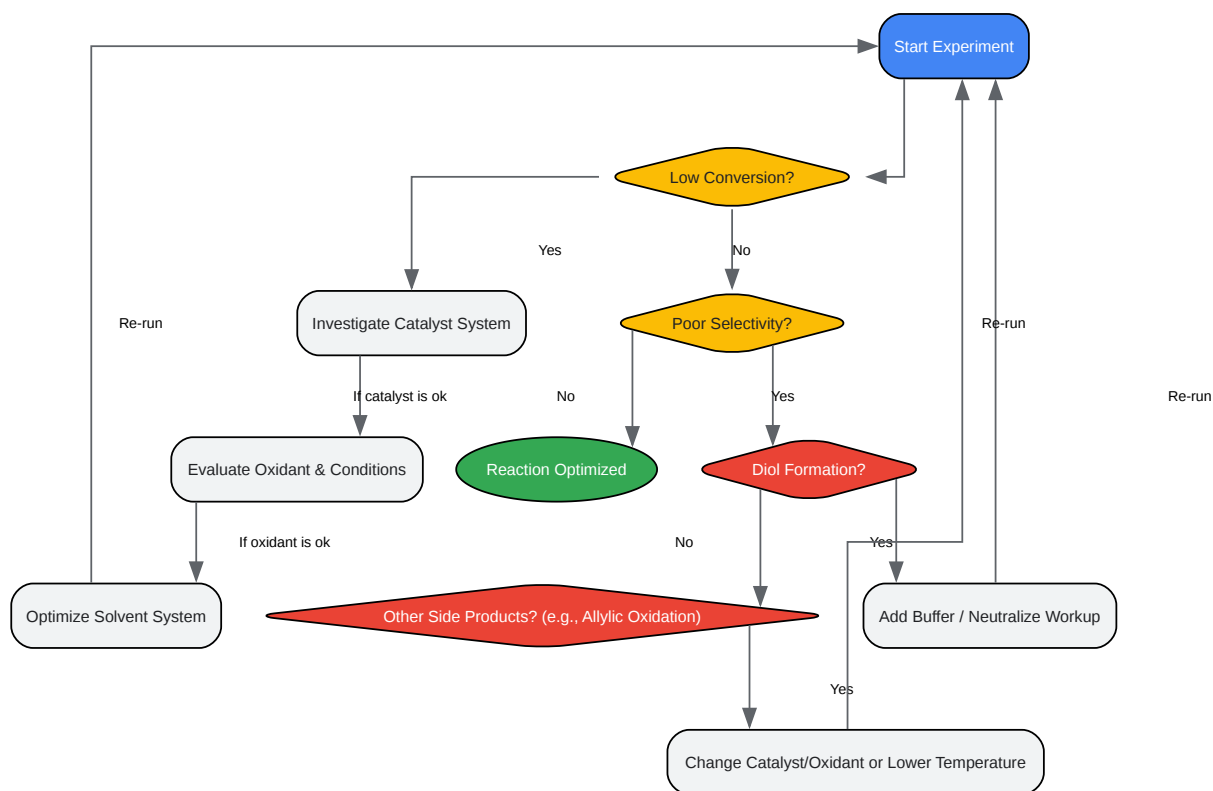 Start Experiment
Low Conversion?
Yes
No
Re-run
Investigate Catalyst System
Poor Selectivity?
Re-run
If catalyst is ok
No
Yes
Re-run
Evaluate Oxidant & Conditions
Reaction Optimized
Diol Formation?
If oxidant is ok
No
Yes
Optimize Solvent System
Other Side Products? (e.g., Allylic Oxidation)
Add Buffer / Neutralize Workup
Yes
Change Catalyst/Oxidant or Lower Temperature